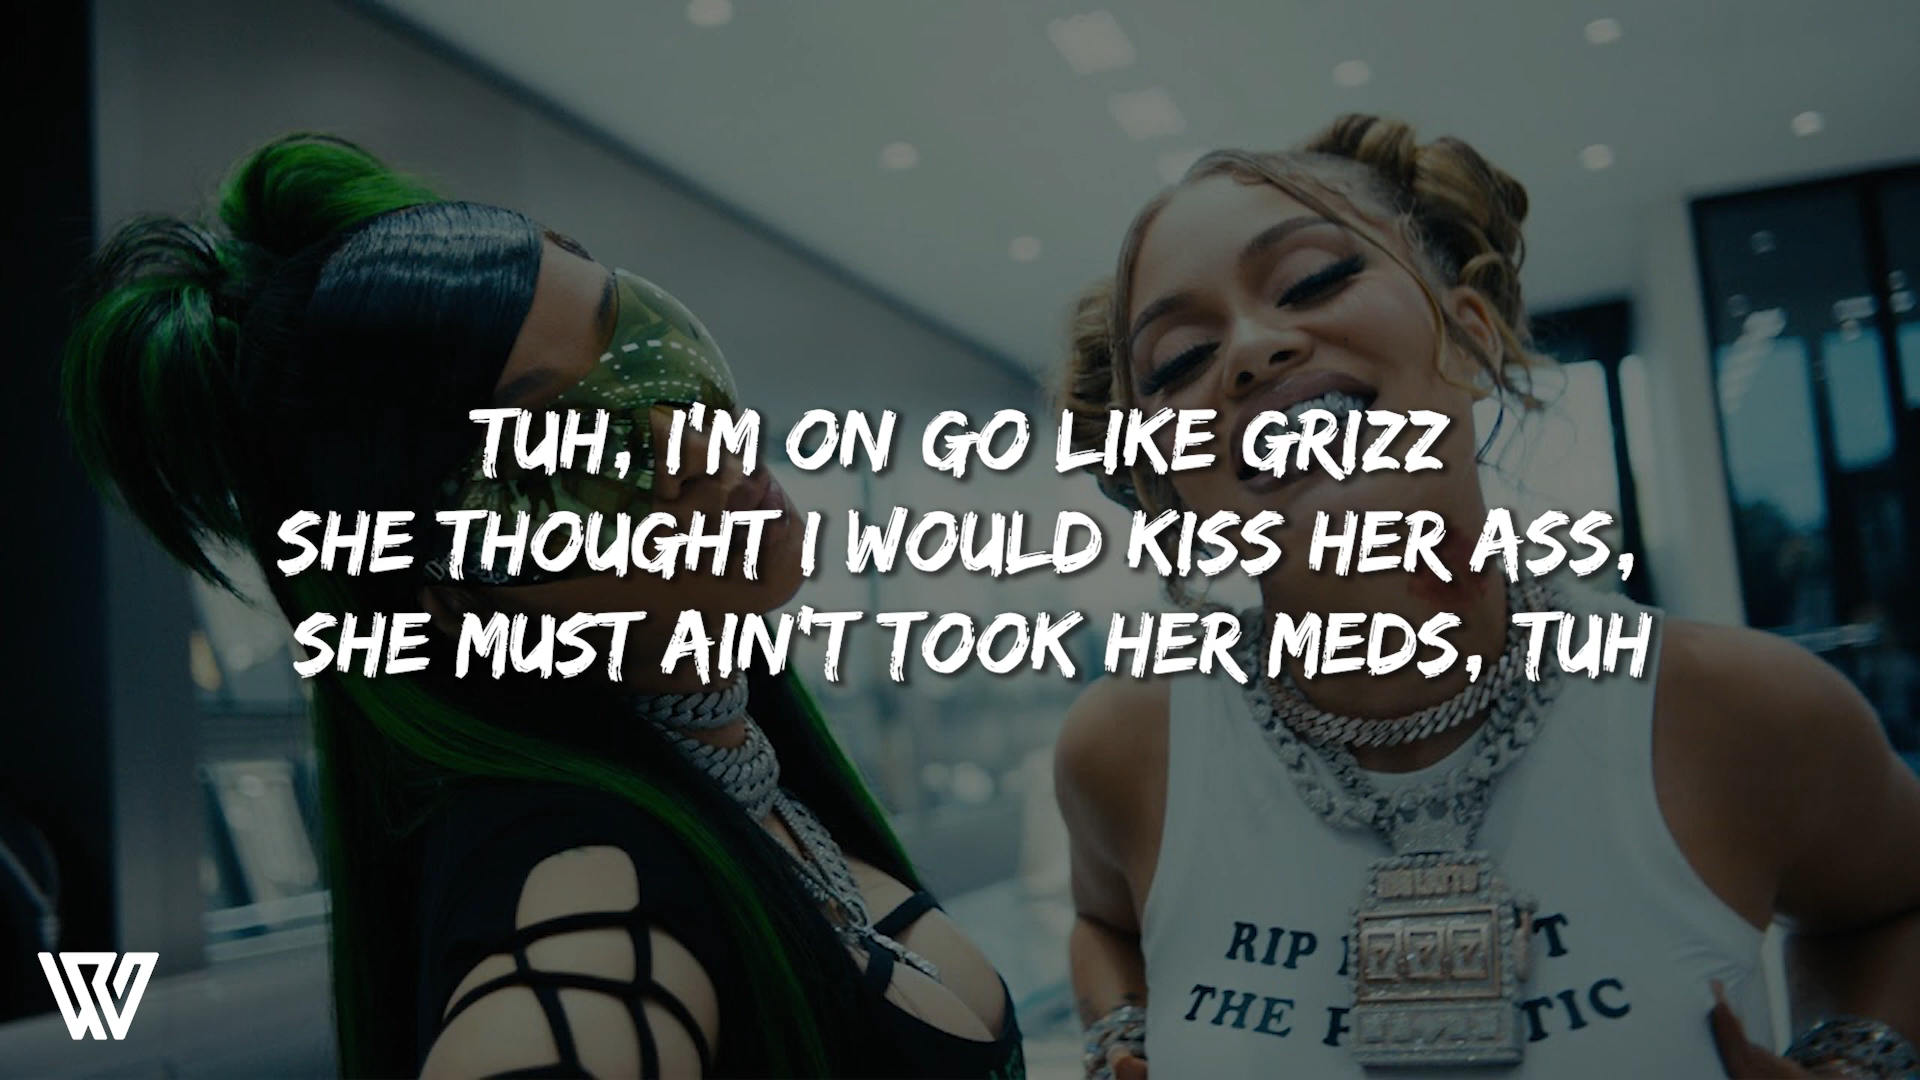 TUH, I'M ON GO LIKE GRIZZ
SHE THOUGHT I WOULD KISS HER ASS,
SHE MUST AIN'T TOOK HER MEDS, TUH
RIP
THE
777